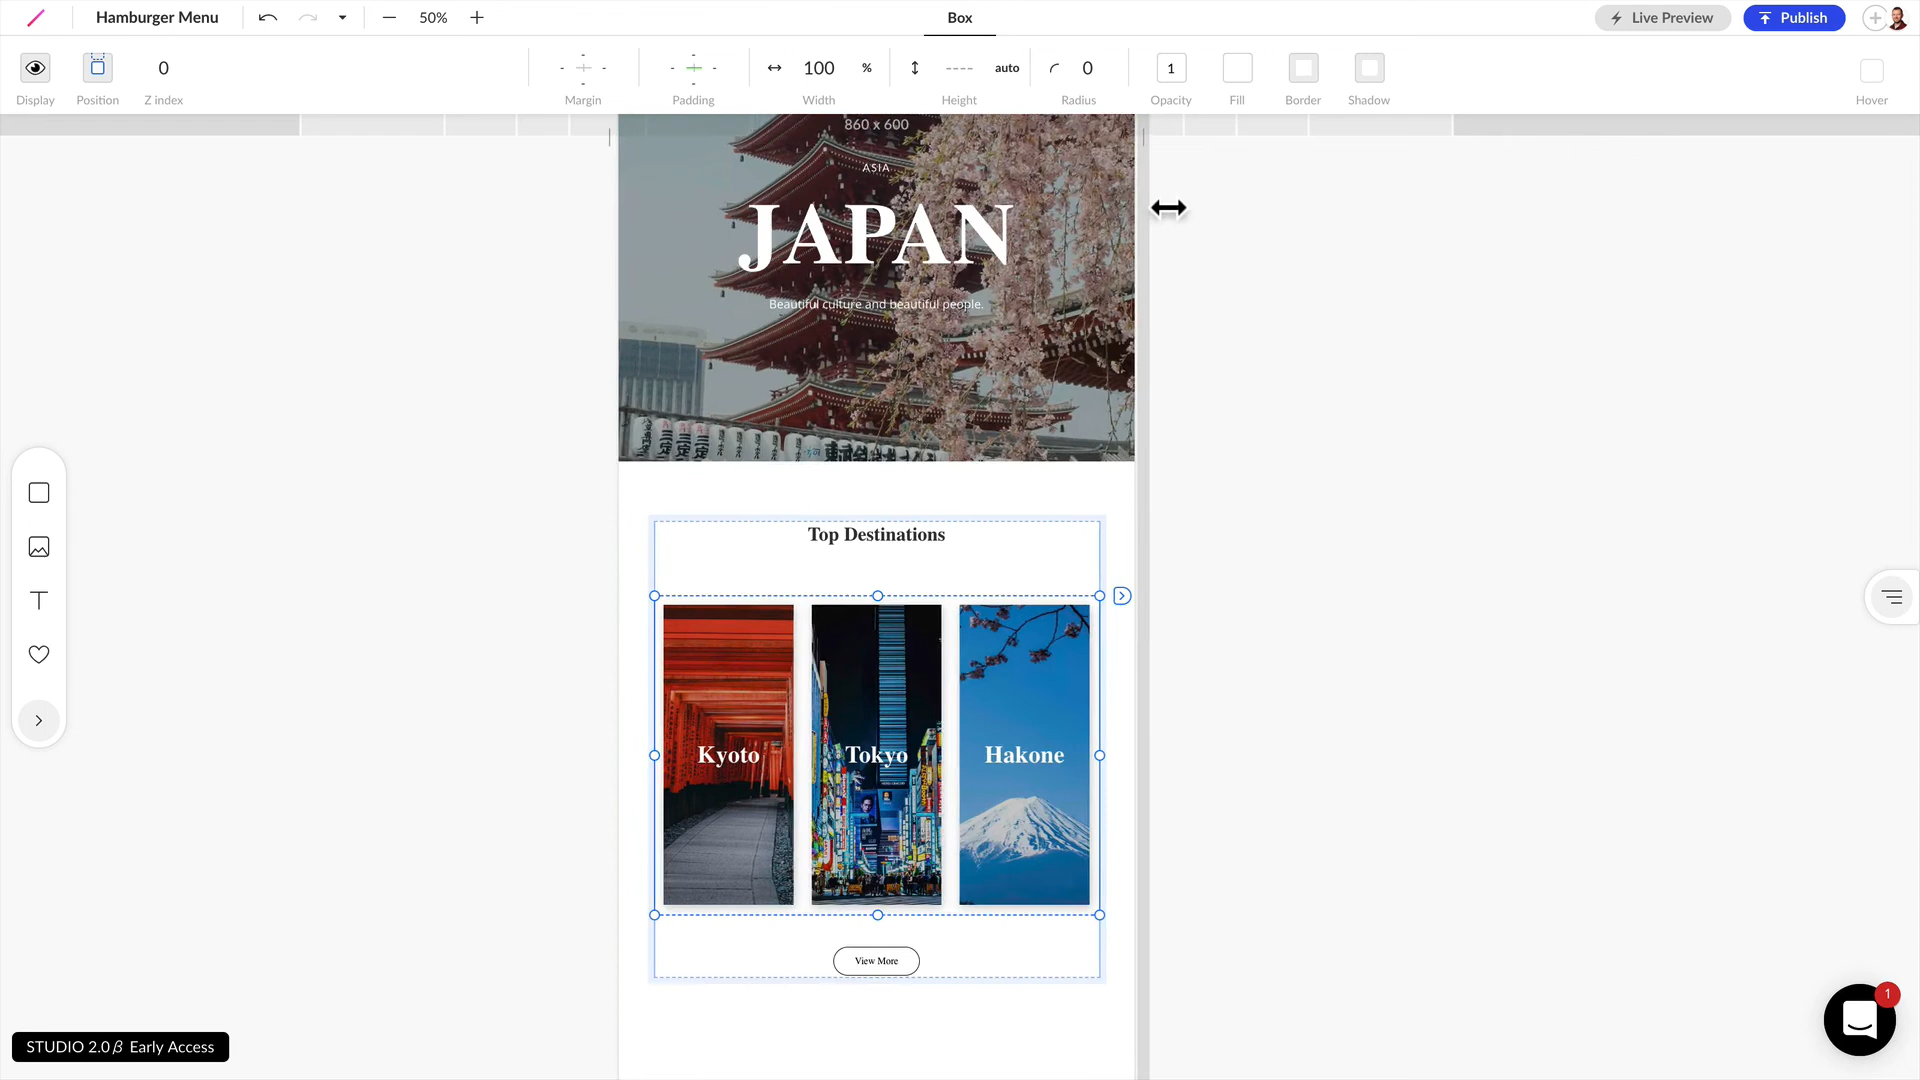 Hamburger Menu
50%
Box
Live Preview
Publish
0
100
%
----
auto
0
1
Display
Position
Z index
Margin
Padding
Width
Height
Radius
Opacity
Fill
Border
Shadow
Hover
860 x 600
ASIA
JAPAN
Beautiful culture and beautiful people.
Top Destinations
Kyoto
Tokyo
Hakone
View More
STUDIO 2.0 β Early Access
1